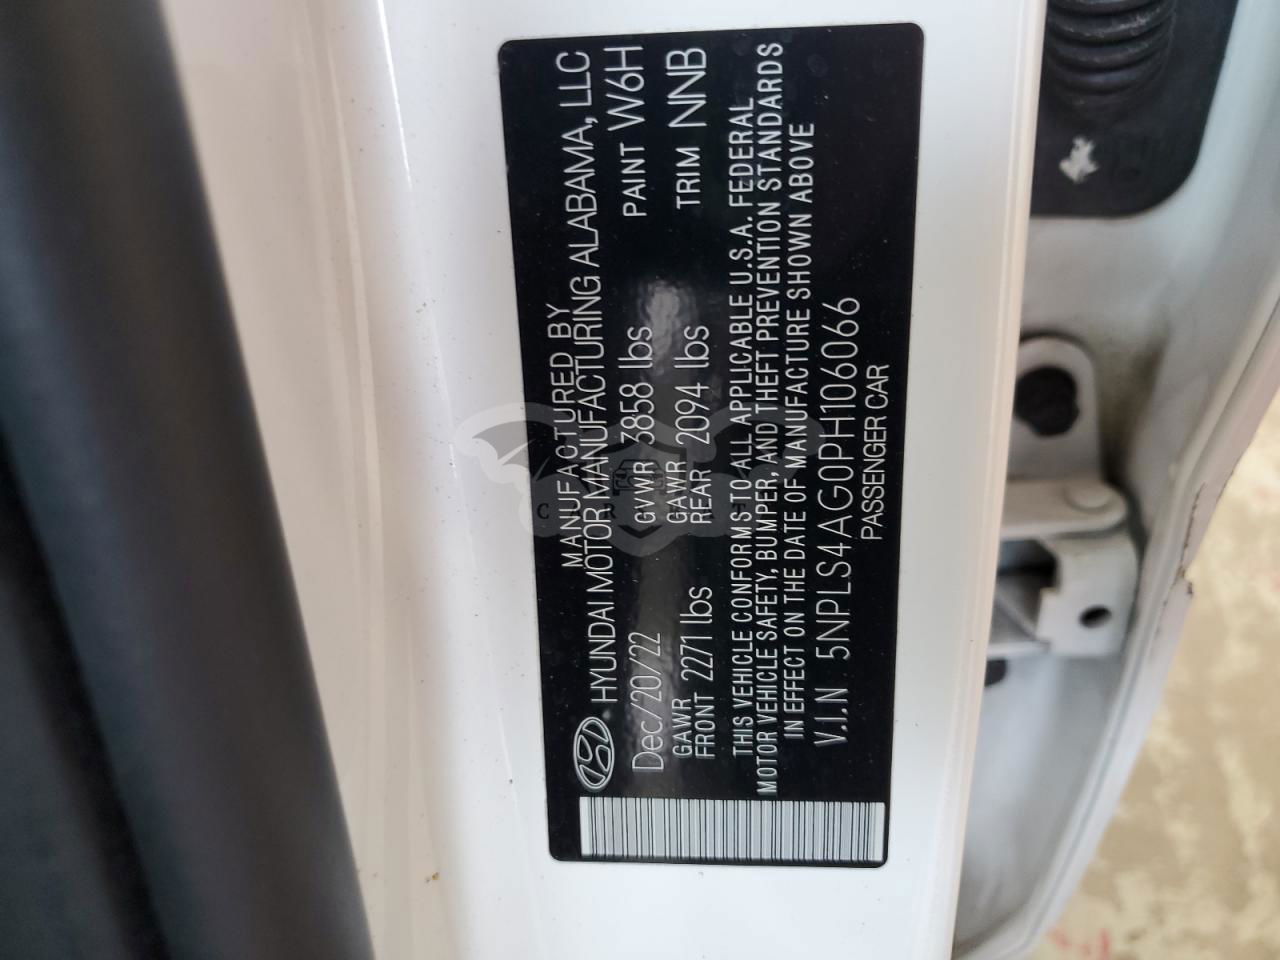 MANUFACTURED BY
HYUNDAI MOTOR MANUFACTURING ALABAMA, LLC
Dec/20/22 GVWR 3858 lbs PAINT W6H
GAWR FRONT 2271 lbs GAWR REAR 2094 lbs TRIM NNB
THIS VEHICLE CONFORMS TO ALL APPLICABLE U.S.A. FEDERAL
MOTOR VEHICLE SAFETY, BUMPER, AND THEFT PREVENTION STANDARDS
IN EFFECT ON THE DATE OF MANUFACTURE SHOWN ABOVE
V.I.N 5NPLS4AG0PH106066
PASSENGER CAR